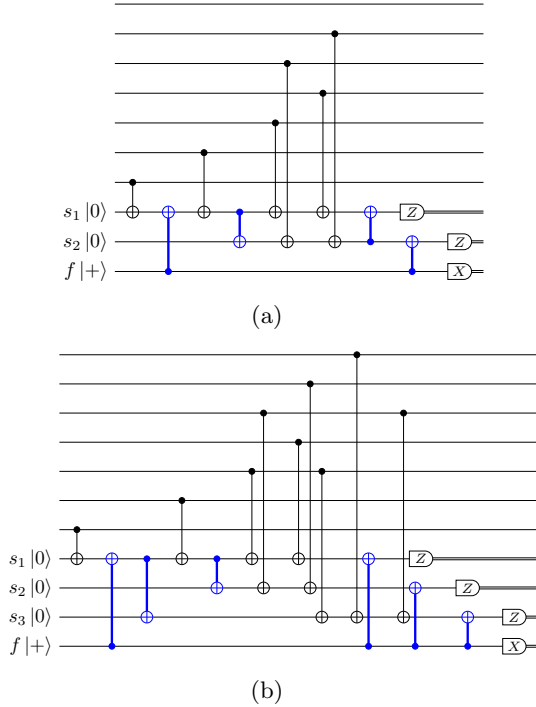 s₁ |0⟩ Z
s₂ |0⟩ Z
f |+⟩ X
(a)
s₁ |0⟩ Z
s₂ |0⟩ Z
s₃ |0⟩ Z
f |+⟩ X
(b)